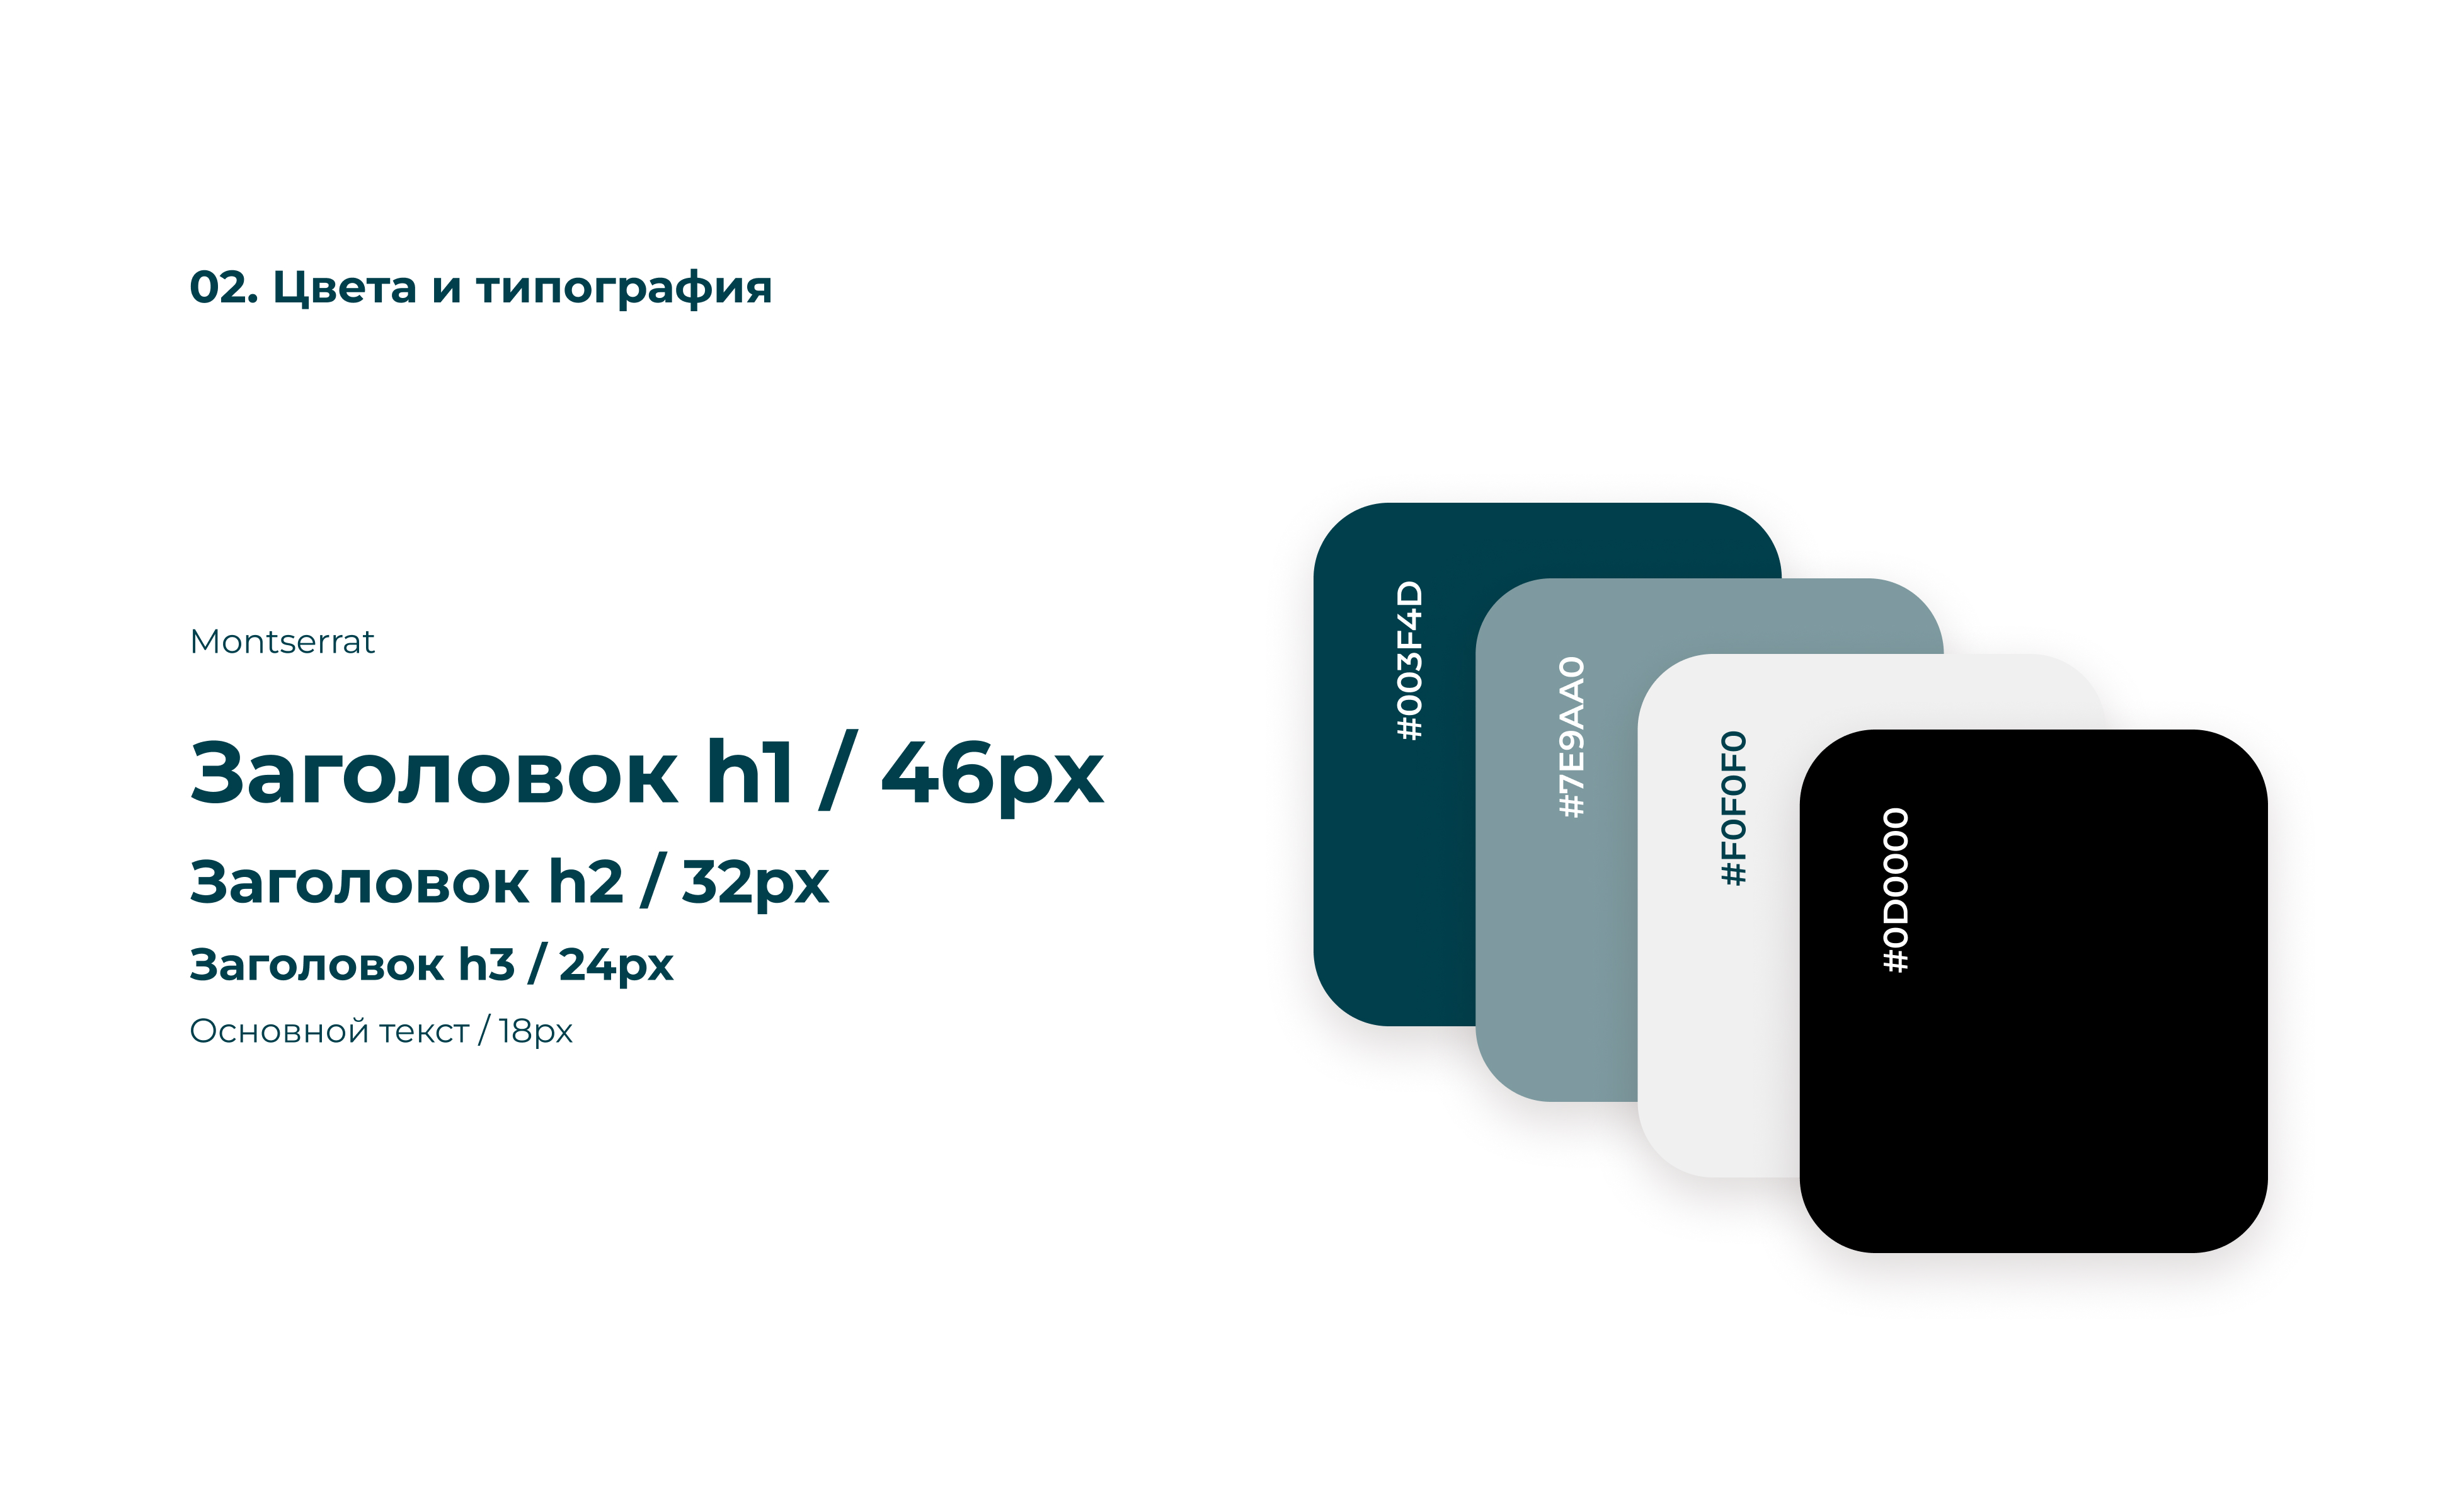 02. Цвета и типография
Montserrat
Заголовок h1 / 46px
Заголовок h2 / 32px
Заголовок h3 / 24px
Основной текст / 18px
#003F4D
#7E9AA0
#F0F0F0
#0D0000